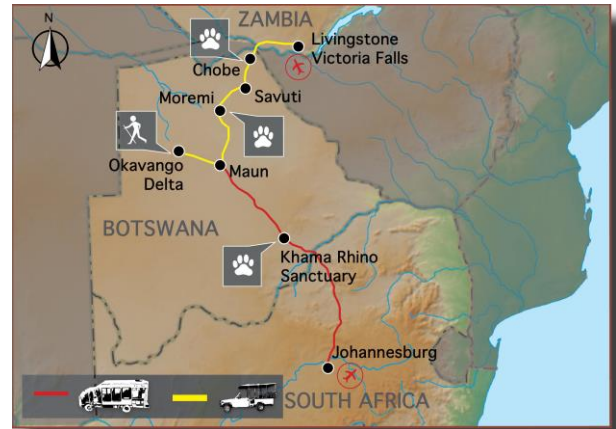 N
ZAMBIA
Livingstone
Victoria Falls
Chobe
Savuti
Moremi
Okavango
Delta
Maun
BOTSWANA
Khama Rhino
Sanctuary
Johannesburg
SOUTH AFRICA